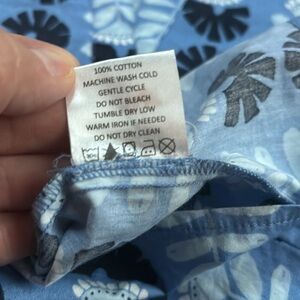 100% COTTON
MACHINE WASH COLD
GENTLE CYCLE
DO NOT BLEACH
TUMBLE DRY LOW
WARM IRON IF NEEDED
DO NOT DRY CLEAN